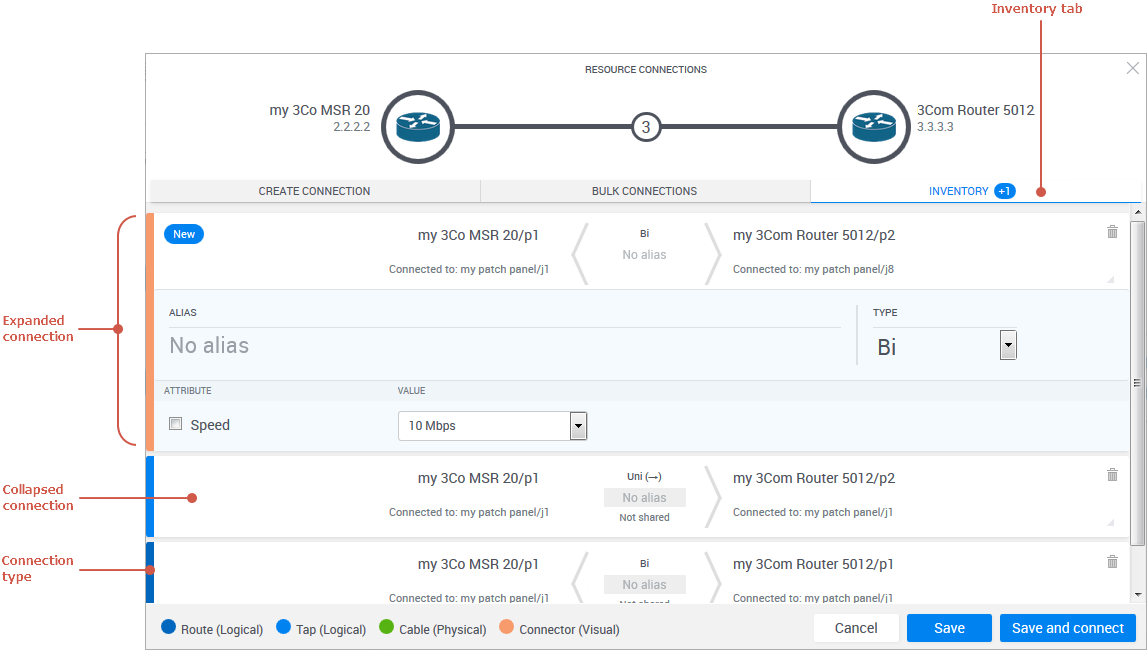 Inventory tab
RESOURCE CONNECTIONS
my 3Co MSR 20
2.2.2.2
3
3Com Router 5012
3.3.3.3
CREATE CONNECTION
BULK CONNECTIONS
INVENTORY +1
New
my 3Co MSR 20/p1
Connected to: my patch panel/j1
Bi
No alias
my 3Com Router 5012/p2
Connected to: my patch panel/j8
Expanded
connection
ALIAS
No alias
TYPE
Bi
ATTRIBUTE
VALUE
Speed
10 Mbps
Collapsed
connection
my 3Co MSR 20/p1
Connected to: my patch panel/j1
Uni (→)
No alias
Not shared
my 3Com Router 5012/p2
Connected to: my patch panel/j1
Connection
type
my 3Co MSR 20/p1
Connected to: my patch panel/j1
Bi
No alias
Not shared
my 3Com Router 5012/p1
Connected to: my patch panel/j1
Route (Logical)
Tap (Logical)
Cable (Physical)
Connector (Visual)
Cancel
Save
Save and connect